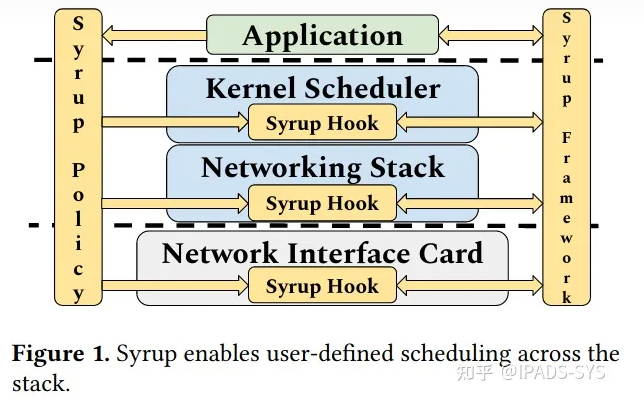 Syrup Policy
Application
Syrup Framework
Kernel Scheduler
Syrup Hook
Networking Stack
Syrup Hook
Network Interface Card
Syrup Hook
Figure 1. Syrup enables user-defined scheduling across the
stack.
知乎 @IPADS-SYS